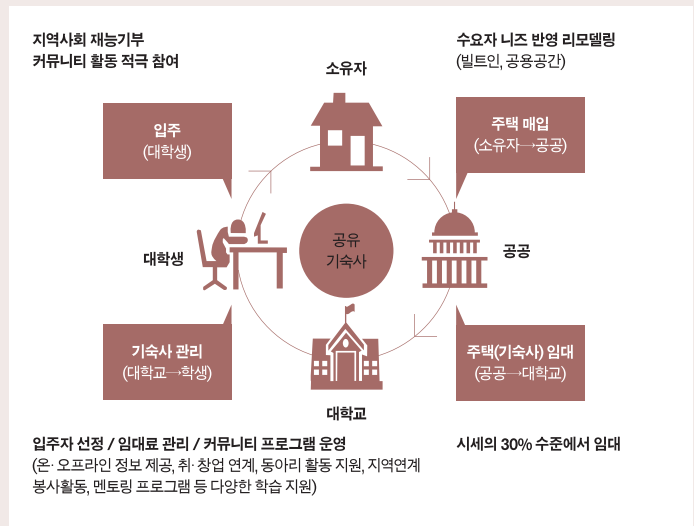 지역사회 재능기부
커뮤니티 활동 적극 참여
수요자 니즈 반영 리모델링
(빌트인, 공용공간)
소유자
입주
(대학생)
주택 매입
(소유자→공공)
공유
기숙사
대학생
공공
기숙사 관리
(대학교→학생)
주택(기숙사) 임대
(공공→대학교)
대학교
입주자 선정 / 임대료 관리 / 커뮤니티 프로그램 운영
(온· 오프라인 정보 제공, 취· 창업 연계, 동아리 활동 지원, 지역연계
봉사활동, 멘토링 프로그램 등 다양한 학습 지원)
시세의 30% 수준에서 임대